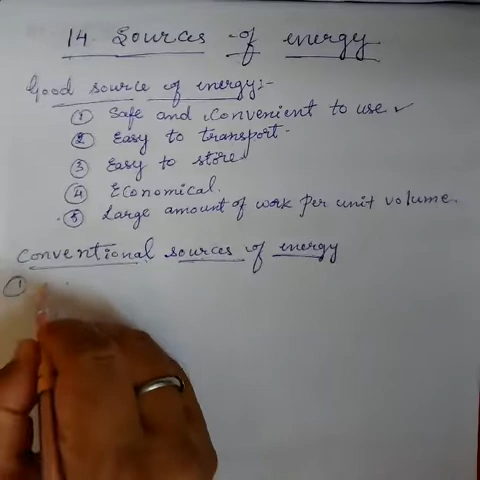 14 Sources of energy
Good source of energy:-
① Safe and convenient to use ✓
② Easy to transport.
③ Easy to store
④ Economical.
⑤ Large amount of work per unit volume.
Conventional sources of energy
①